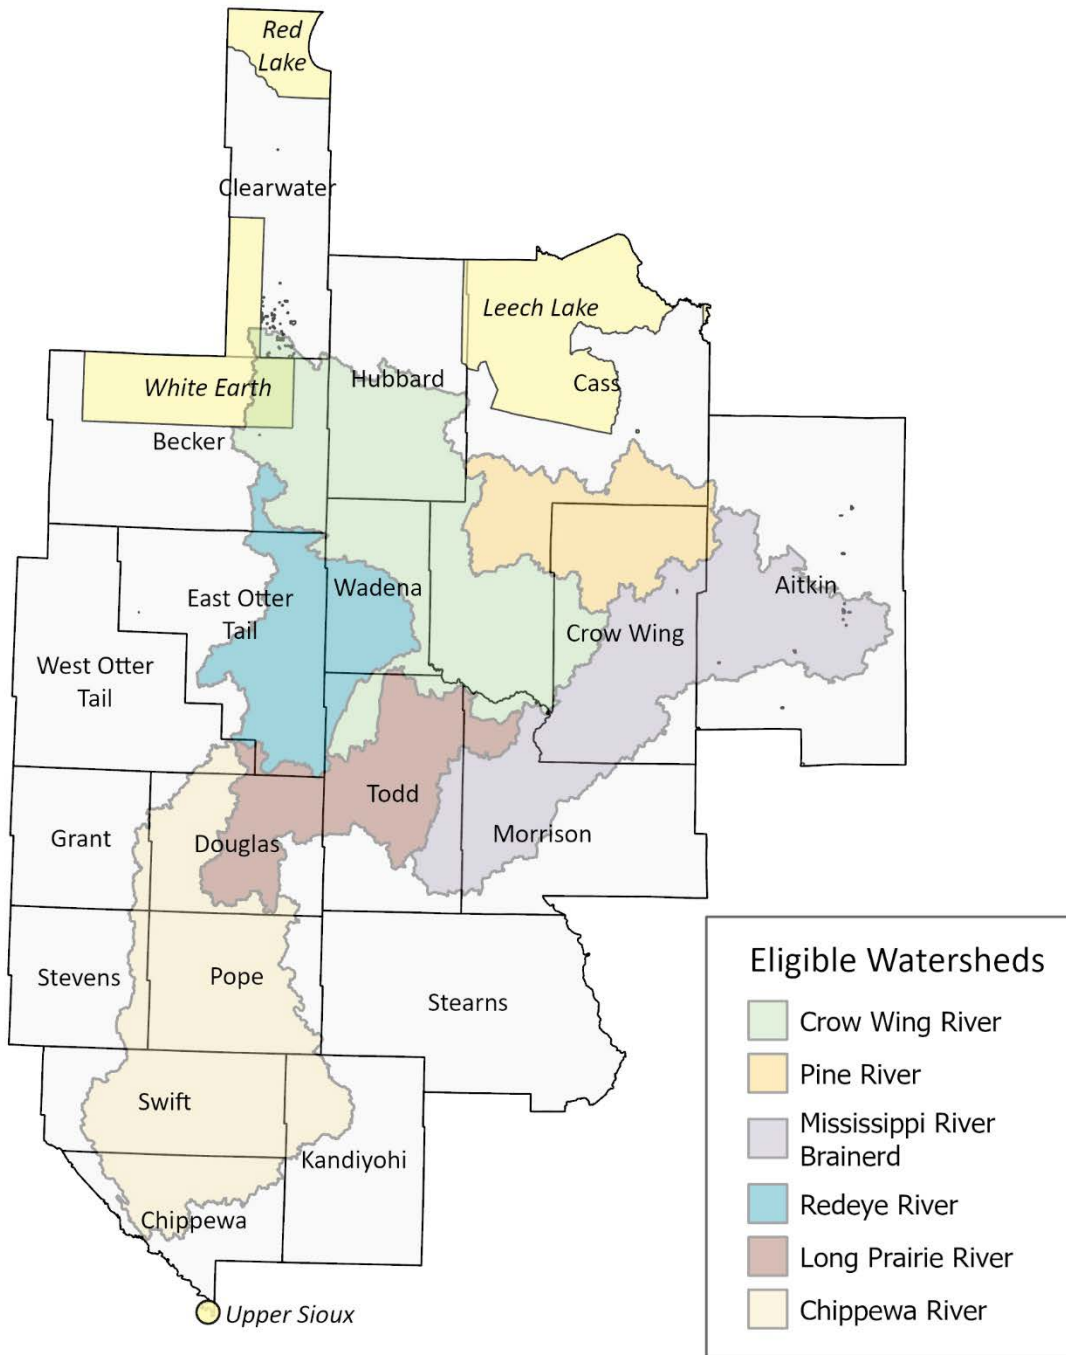 Red
Lake
Clearwater
Leech Lake
Hubbard
Cass
White Earth
Becker
Wadena
Aitkin
East Otter
Tail
Crow Wing
West Otter
Tail
Todd
Grant
Douglas
Morrison
Stevens
Pope
Stearns
Swift
Kandiyohi
Chippewa
Upper Sioux
Eligible Watersheds
Crow Wing River
Pine River
Mississippi River
Brainerd
Redeye River
Long Prairie River
Chippewa River